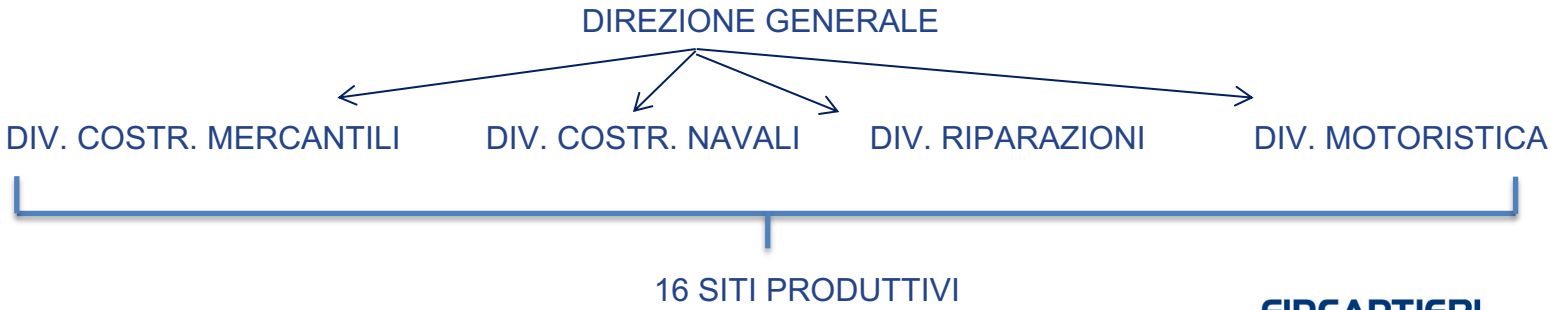 DIREZIONE GENERALE
DIV. COSTR. MERCANTILI DIV. COSTR. NAVALI DIV. RIPARAZIONI DIV. MOTORISTICA
16 SITI PRODUTTIVI